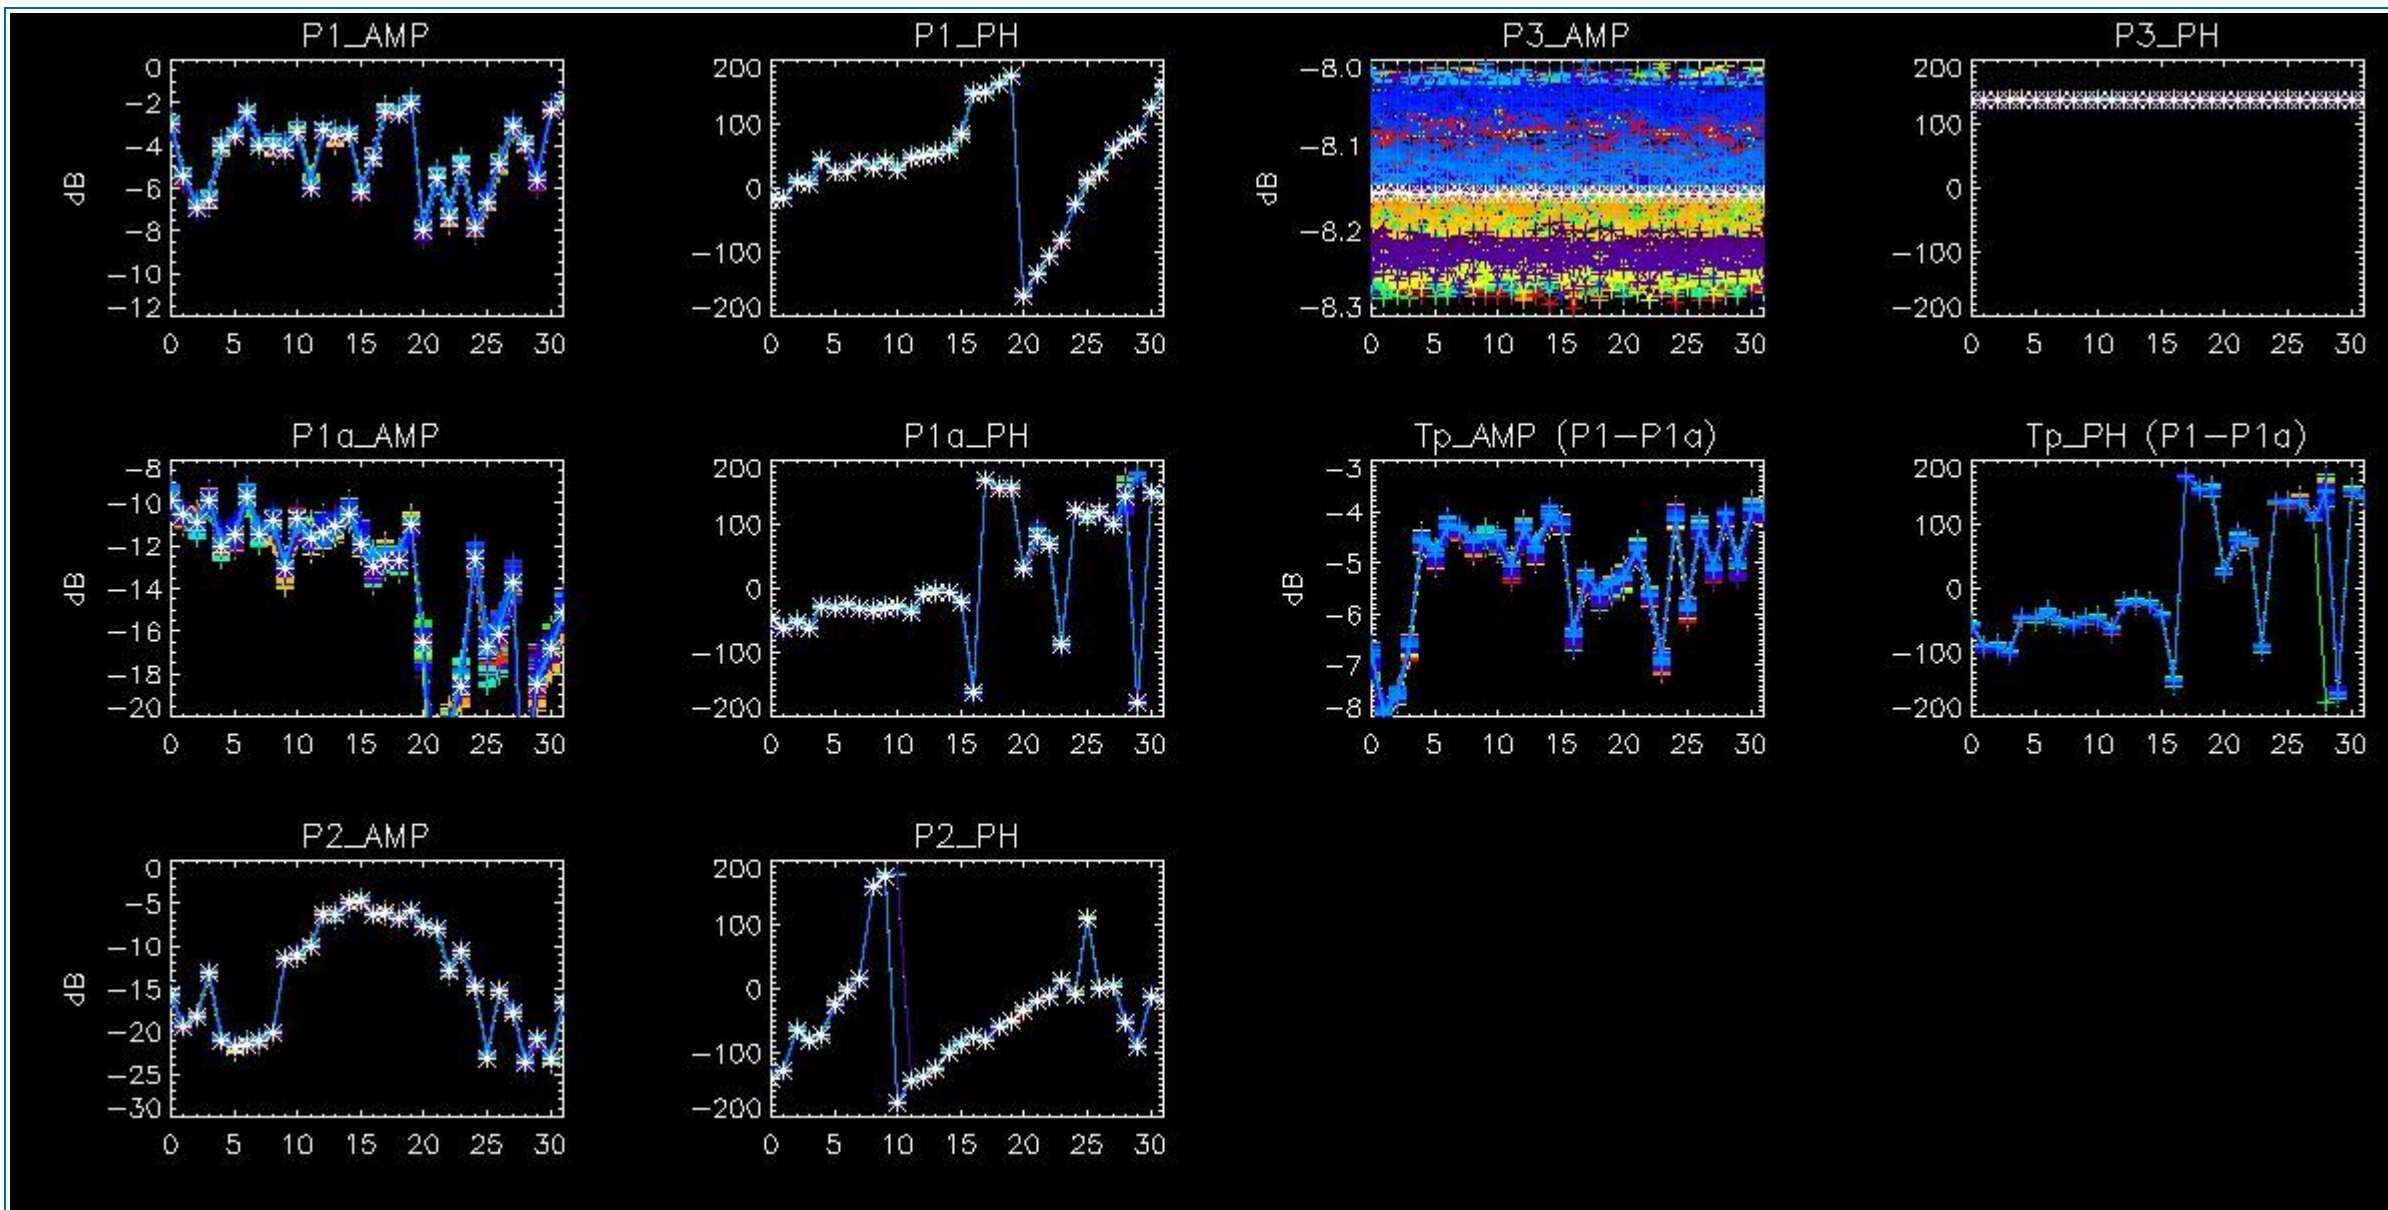 P1_AMP
0
−2
−4
−6
−8
−10
−12
dB
0 5 10 15 20 25 30
P1_PH
200
100
0
−100
−200
0 5 10 15 20 25 30
P3_AMP
−8.0
−8.1
−8.2
−8.3
dB
0 5 10 15 20 25 30
P3_PH
200
100
0
−100
−200
0 5 10 15 20 25 30
P1a_AMP
−8
−10
−12
−14
−16
−18
−20
dB
0 5 10 15 20 25 30
P1a_PH
200
100
0
−100
−200
0 5 10 15 20 25 30
Tp_AMP (P1−P1a)
−3
−4
−5
−6
−7
−8
dB
0 5 10 15 20 25 30
Tp_PH (P1−P1a)
200
100
0
−100
−200
0 5 10 15 20 25 30
P2_AMP
0
−5
−10
−15
−20
−25
−30
dB
0 5 10 15 20 25 30
P2_PH
200
100
0
−100
−200
0 5 10 15 20 25 30